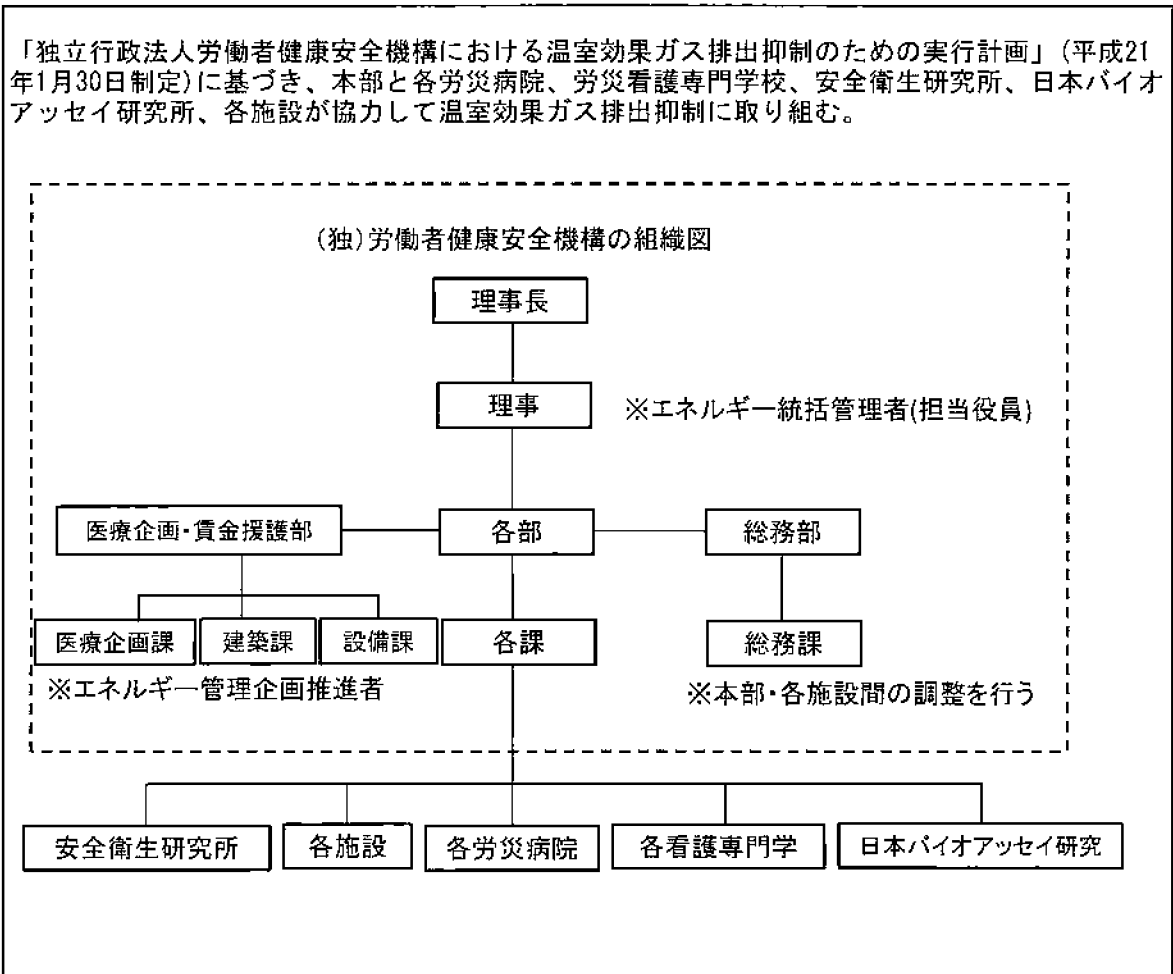 「独立行政法人労働者健康安全機構における温室効果ガス排出抑制のための実行計画」(平成21
年1月30日制定)に基づき、本部と各労災病院、労災看護専門学校、安全衛生研究所、日本バイオ
アッセイ研究所、各施設が協力して温室効果ガス排出抑制に取り組む。
(独)労働者健康安全機構の組織図
理事長
理事
※エネルギー統括管理者(担当役員)
医療企画・賃金援護部
各部
総務部
医療企画課
建築課
設備課
各課
総務課
※エネルギー管理企画推進者
※本部・各施設間の調整を行う
安全衛生研究所
各施設
各労災病院
各看護専門学
日本バイオアッセイ研究